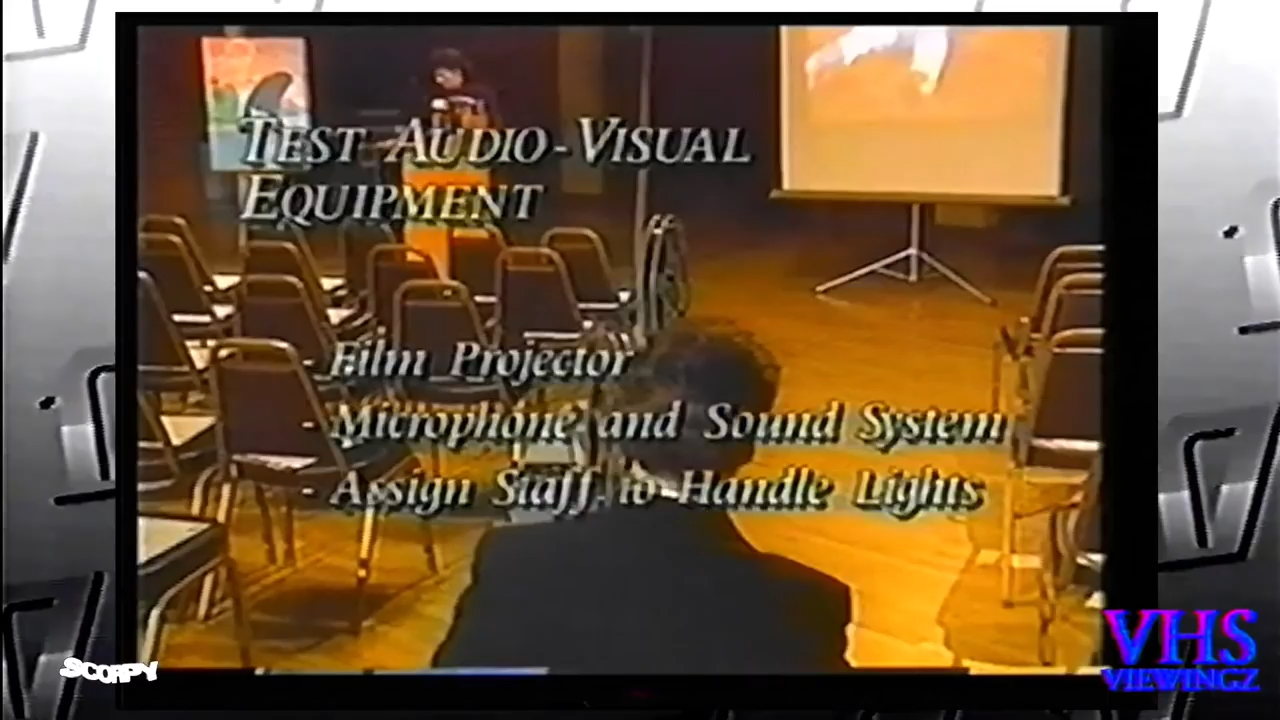 TEST AUDIO-VISUAL
EQUIPMENT
- Film Projector
- Microphone and Sound System
- Assign Staff to Handle Lights
SCORPY
VHS
VIEWINGZ